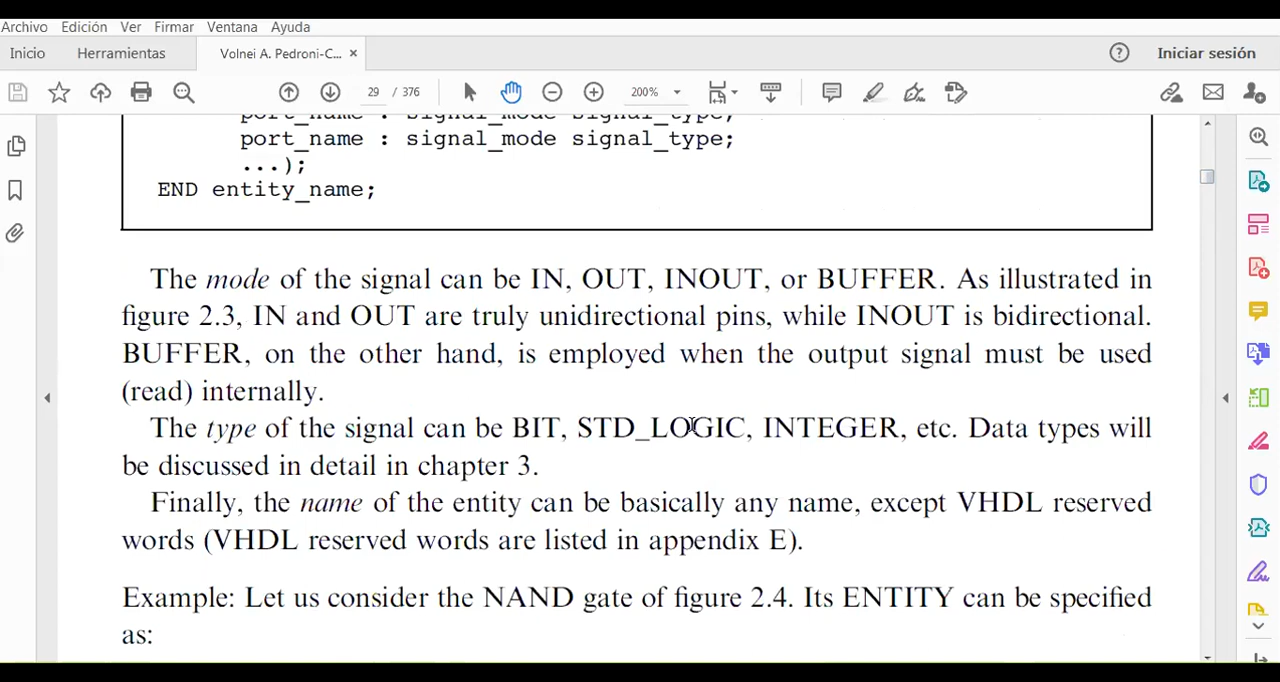 Archivo Edición Ver Firmar Ventana Ayuda
Inicio Herramientas Volnei A. Pedroni-C... × ? Iniciar sesión
29 / 376 200%
port_name : signal_mode signal_type;
port_name : signal_mode signal_type;
...);
END entity_name;
The mode of the signal can be IN, OUT, INOUT, or BUFFER. As illustrated in
figure 2.3, IN and OUT are truly unidirectional pins, while INOUT is bidirectional.
BUFFER, on the other hand, is employed when the output signal must be used
(read) internally.
The type of the signal can be BIT, STD_LOGIC, INTEGER, etc. Data types will
be discussed in detail in chapter 3.
Finally, the name of the entity can be basically any name, except VHDL reserved
words (VHDL reserved words are listed in appendix E).
Example: Let us consider the NAND gate of figure 2.4. Its ENTITY can be specified
as: